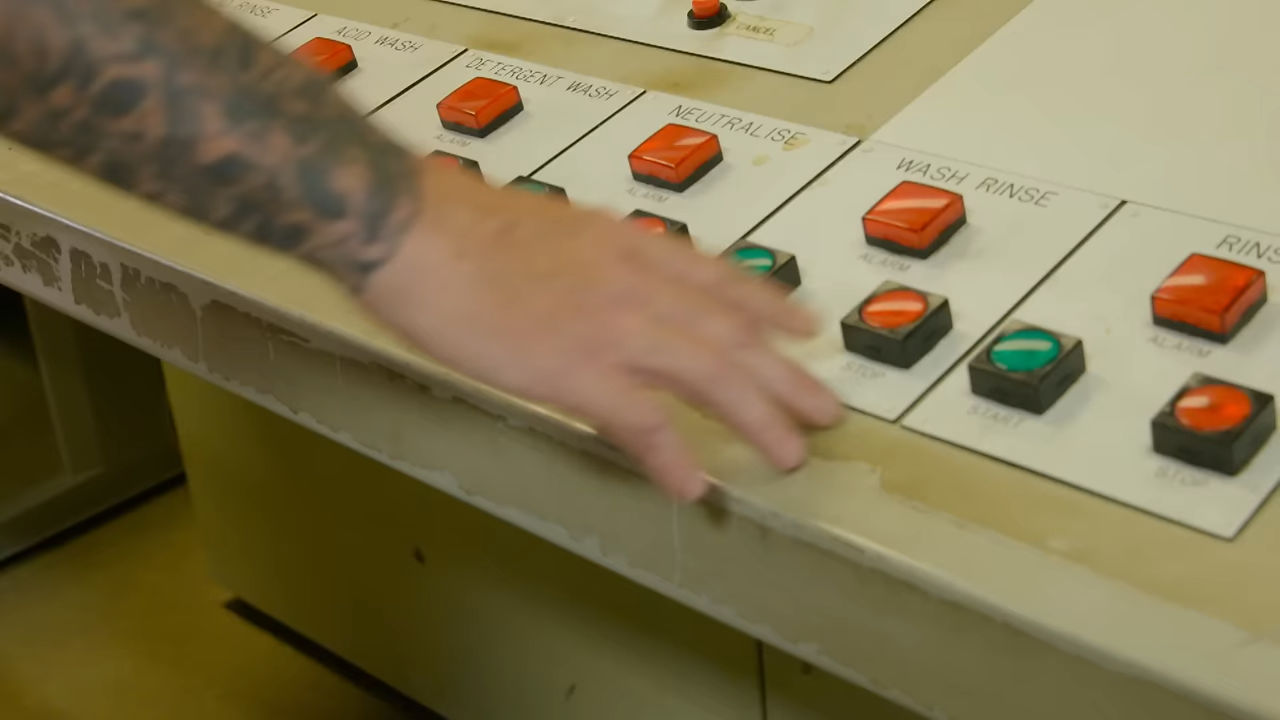 RINSE
ACID WASH
DETERGENT WASH
NEUTRALISE
WASH RINSE
RINS
CANCEL
ALARM
ALARM
ALARM
ALARM
STOP
START
STOP